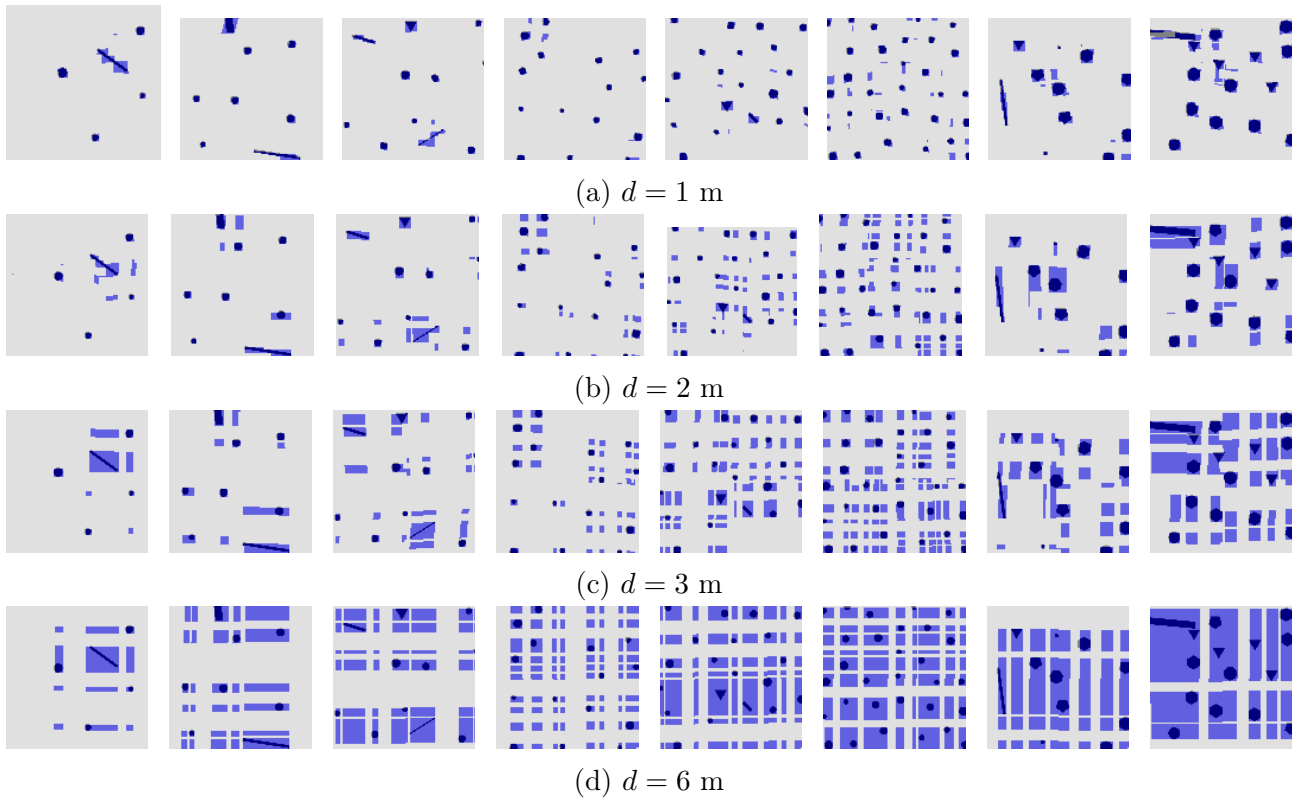 (a) d = 1 m
(b) d = 2 m
(c) d = 3 m
(d) d = 6 m